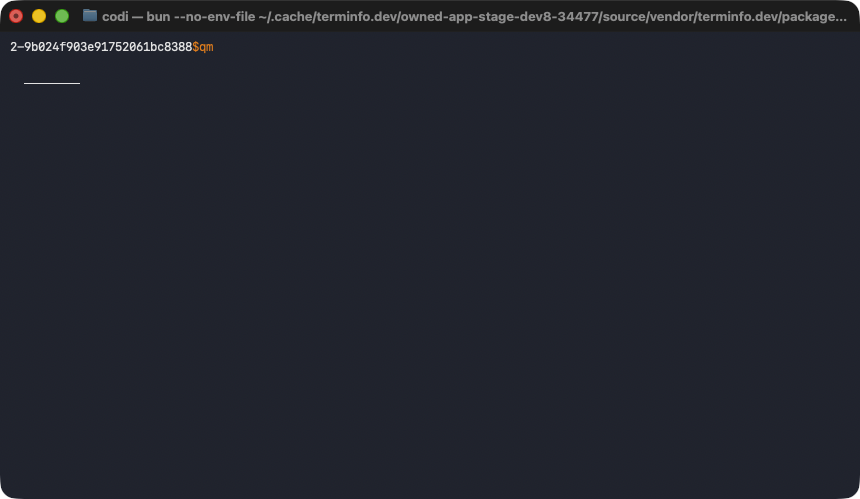 codi — bun --no-env-file ~/.cache/terminfo.dev/owned-app-stage-dev8-34477/source/vendor/terminfo.dev/package...
2-9b024f903e91752061bc8388$qm
________